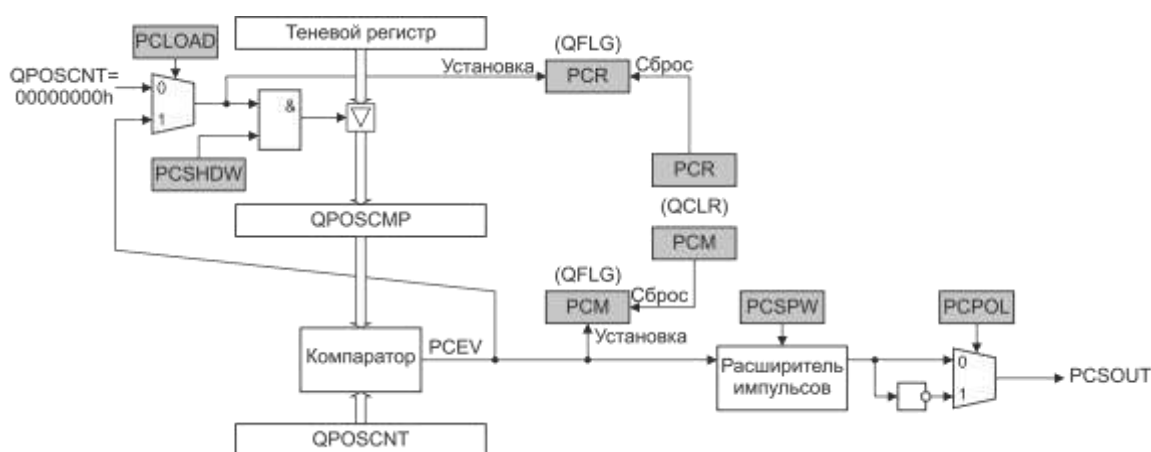 Теневой регистр
PCLOAD
(QFLG)
QPOSCNT=
00000000h
0
1
Установка
PCR
Сброс
&
PCSHDW
PCR
QPOSCMP
(QCLR)
PCM
(QFLG)
PCM
Сброс
Установка
PCSPW
PCPOL
Компаратор
PCEV
Расширитель
импульсов
0
1
PCSOUT
QPOSCNT